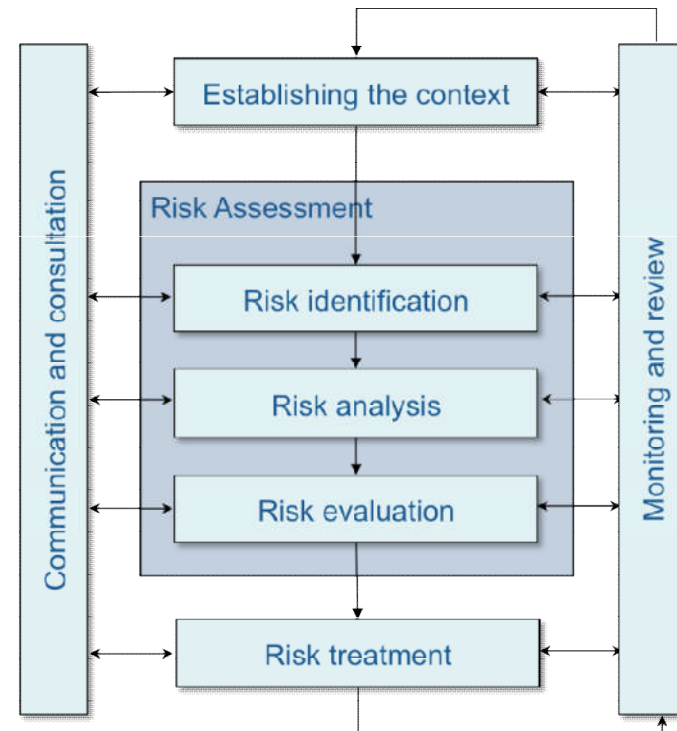 Establishing the context
Communication and consultation
Risk Assessment
Risk identification
Risk analysis
Risk evaluation
Risk treatment
Monitoring and review